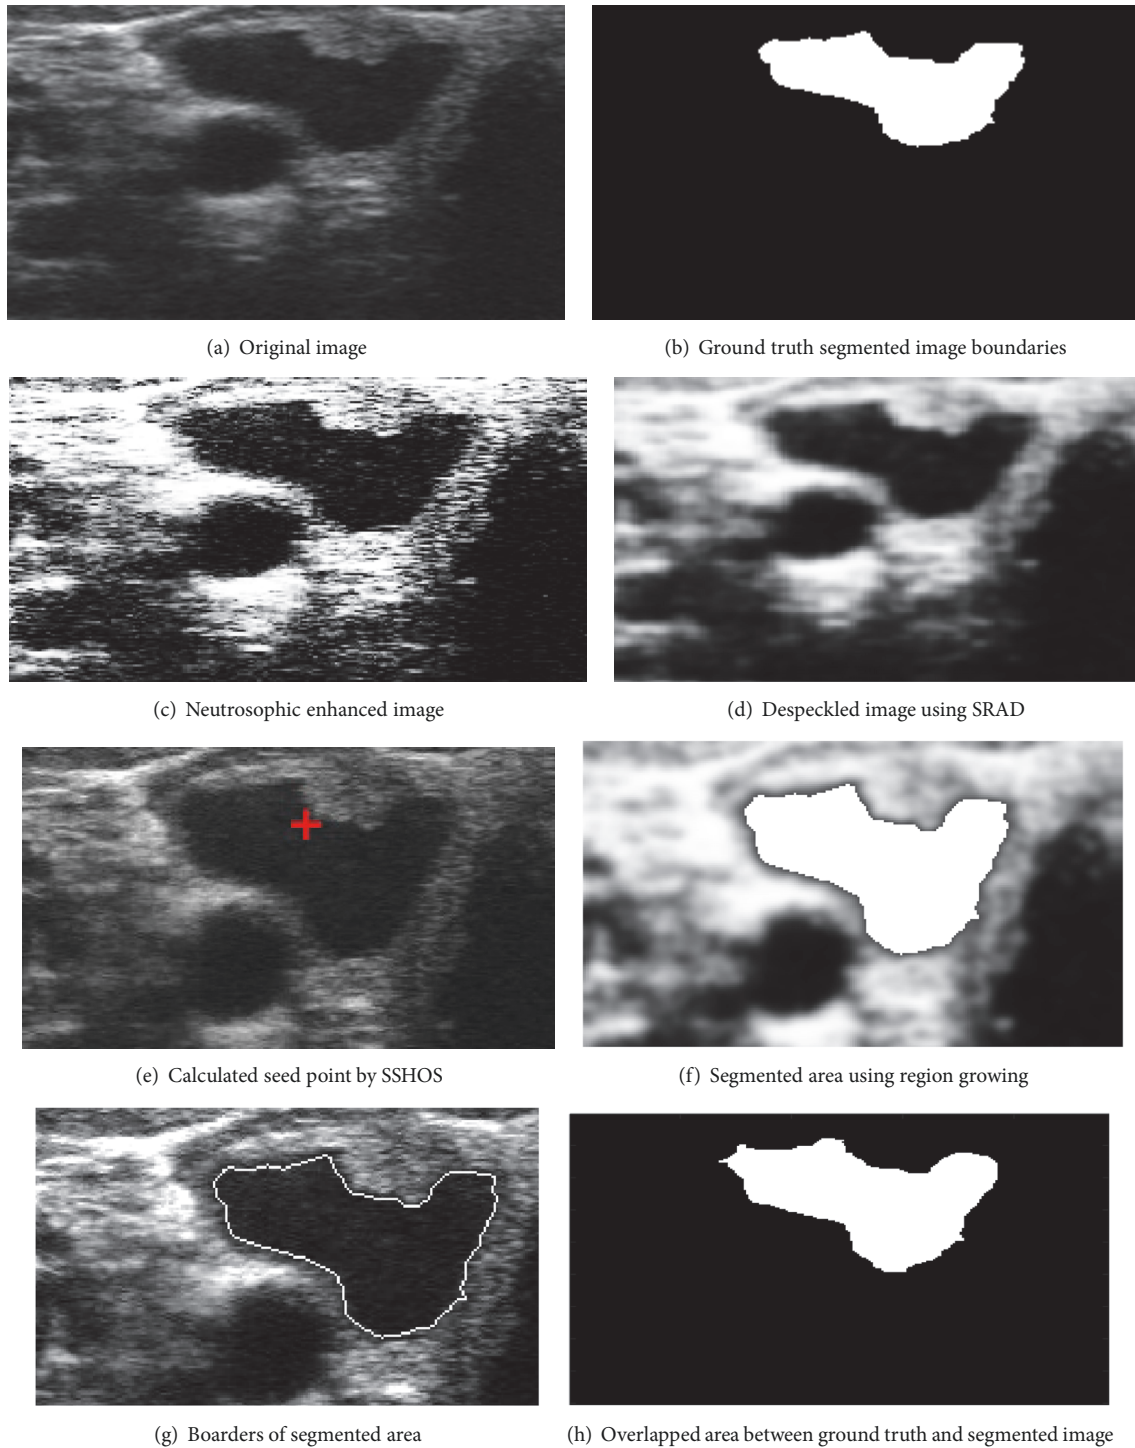 (a) Original image
(b) Ground truth segmented image boundaries
(c) Neutrosophic enhanced image
(d) Despeckled image using SRAD
(e) Calculated seed point by SSHOS
(f) Segmented area using region growing
(g) Boarders of segmented area
(h) Overlapped area between ground truth and segmented image